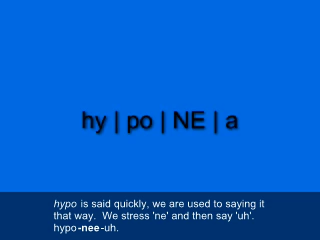 hy | po | NE | a
hypo is said quickly, we are used to saying it
that way.  We stress 'ne' and then say 'uh'.
hypo-nee-uh.